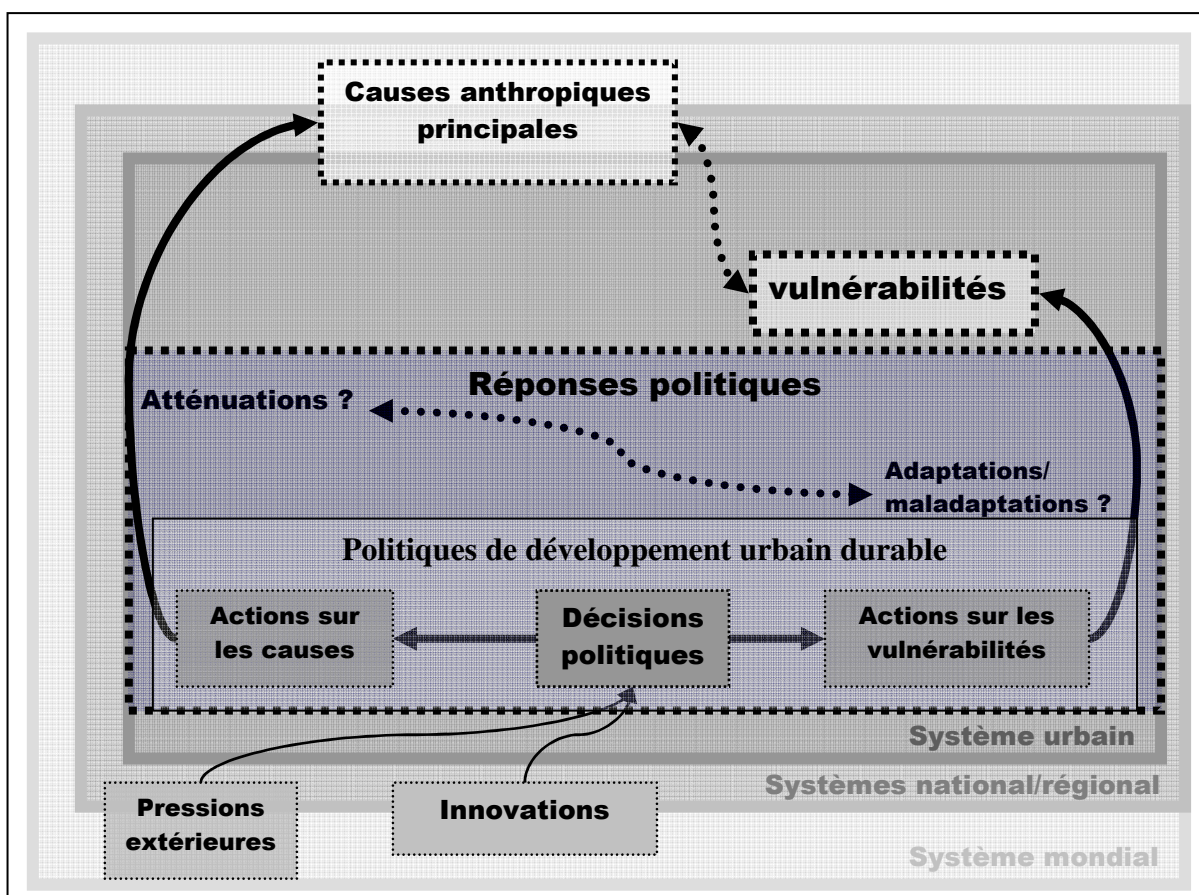 Causes anthropiques
principales
vulnérabilités
Réponses politiques
Atténuations ?
Adaptations/
maladaptations ?
Politiques de développement urbain durable
Actions sur
les causes
Décisions
politiques
Actions sur les
vulnérabilités
Système urbain
Systèmes national/régional
Pressions
extérieures
Innovations
Système mondial